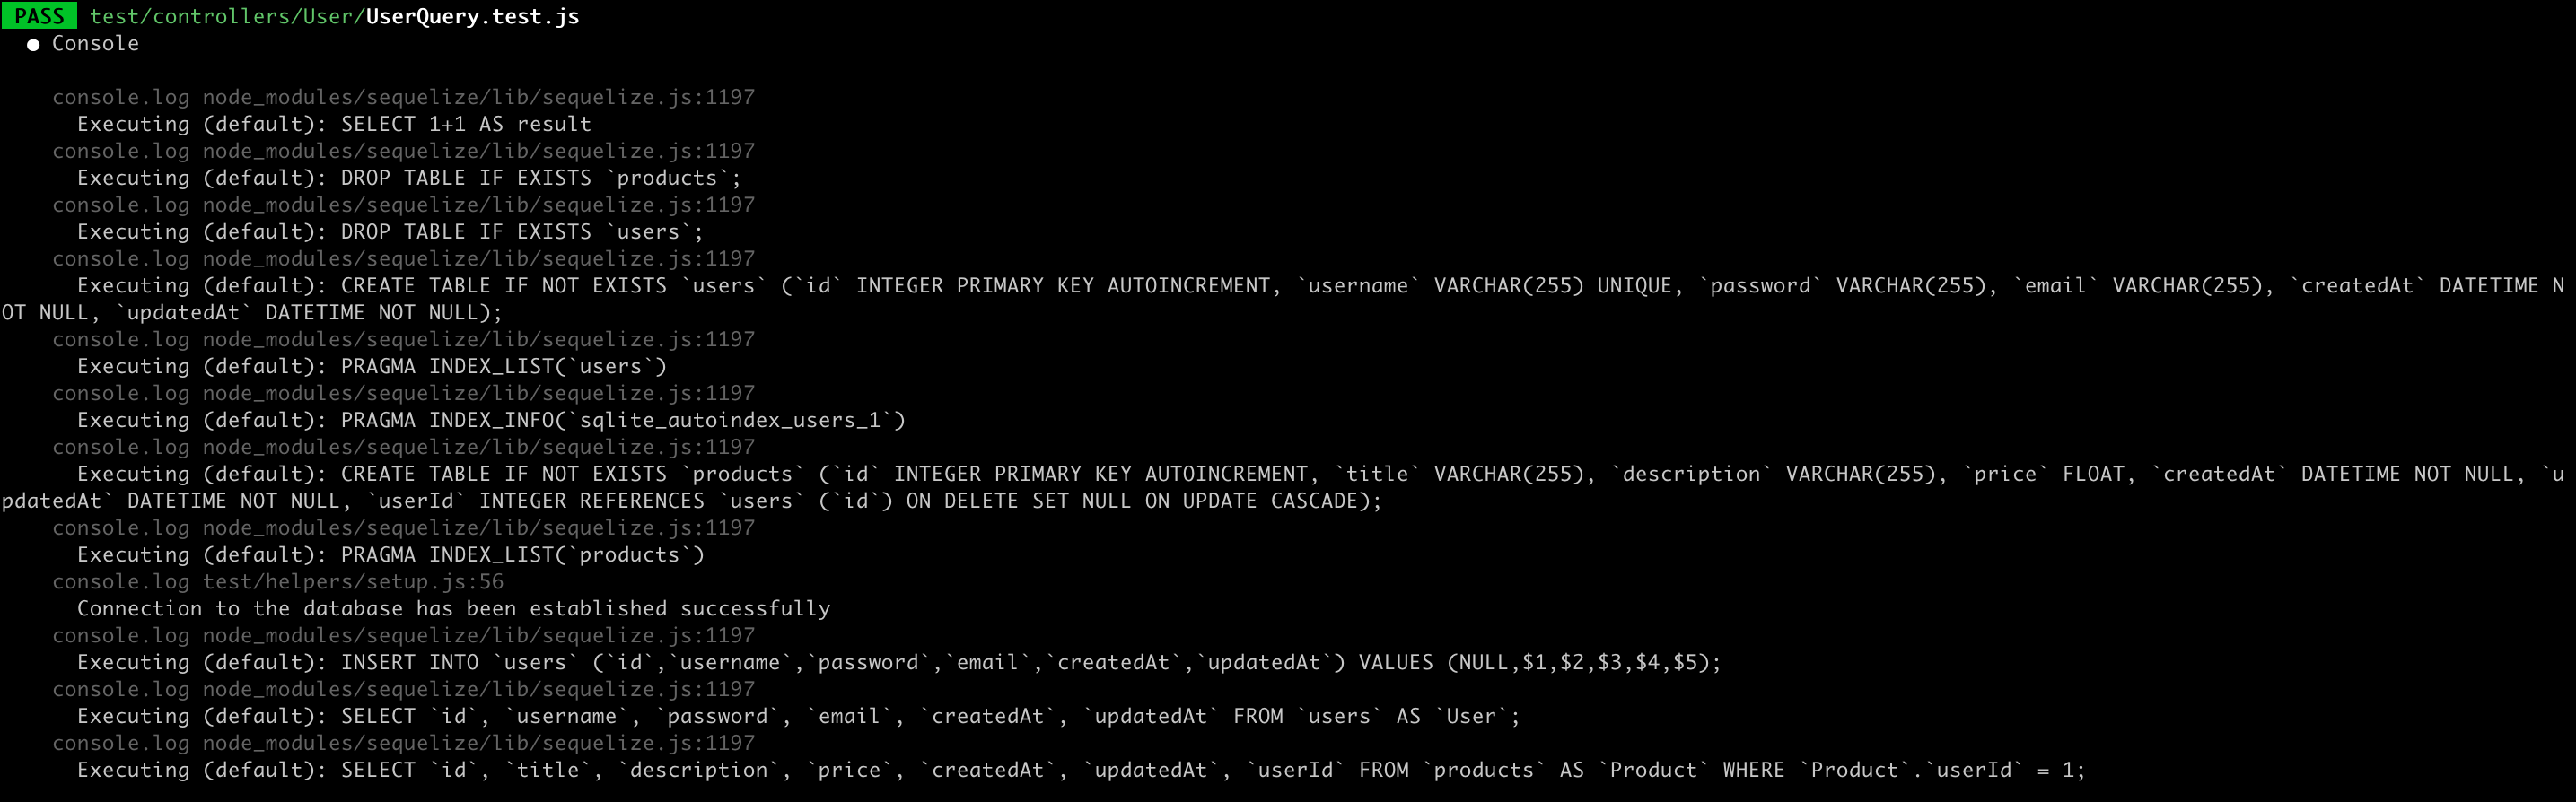 PASS test/controllers/User/UserQuery.test.js
● Console
console.log node_modules/sequelize/lib/sequelize.js:1197
Executing (default): SELECT 1+1 AS result
console.log node_modules/sequelize/lib/sequelize.js:1197
Executing (default): DROP TABLE IF EXISTS `products`;
console.log node_modules/sequelize/lib/sequelize.js:1197
Executing (default): DROP TABLE IF EXISTS `users`;
console.log node_modules/sequelize/lib/sequelize.js:1197
Executing (default): CREATE TABLE IF NOT EXISTS `users` (`id` INTEGER PRIMARY KEY AUTOINCREMENT, `username` VARCHAR(255) UNIQUE, `password` VARCHAR(255), `email` VARCHAR(255), `createdAt` DATETIME N
OT NULL, `updatedAt` DATETIME NOT NULL);
console.log node_modules/sequelize/lib/sequelize.js:1197
Executing (default): PRAGMA INDEX_LIST(`users`)
console.log node_modules/sequelize/lib/sequelize.js:1197
Executing (default): PRAGMA INDEX_INFO(`sqlite_autoindex_users_1`)
console.log node_modules/sequelize/lib/sequelize.js:1197
Executing (default): CREATE TABLE IF NOT EXISTS `products` (`id` INTEGER PRIMARY KEY AUTOINCREMENT, `title` VARCHAR(255), `description` VARCHAR(255), `price` FLOAT, `createdAt` DATETIME NOT NULL, `u
pdatedAt` DATETIME NOT NULL, `userId` INTEGER REFERENCES `users` (`id`) ON DELETE SET NULL ON UPDATE CASCADE);
console.log node_modules/sequelize/lib/sequelize.js:1197
Executing (default): PRAGMA INDEX_LIST(`products`)
console.log test/helpers/setup.js:56
Connection to the database has been established successfully
console.log node_modules/sequelize/lib/sequelize.js:1197
Executing (default): INSERT INTO `users` (`id`,`username`,`password`,`email`,`createdAt`,`updatedAt`) VALUES (NULL,$1,$2,$3,$4,$5);
console.log node_modules/sequelize/lib/sequelize.js:1197
Executing (default): SELECT `id`, `username`, `password`, `email`, `createdAt`, `updatedAt` FROM `users` AS `User`;
console.log node_modules/sequelize/lib/sequelize.js:1197
Executing (default): SELECT `id`, `title`, `description`, `price`, `createdAt`, `updatedAt`, `userId` FROM `products` AS `Product` WHERE `Product`.`userId` = 1;